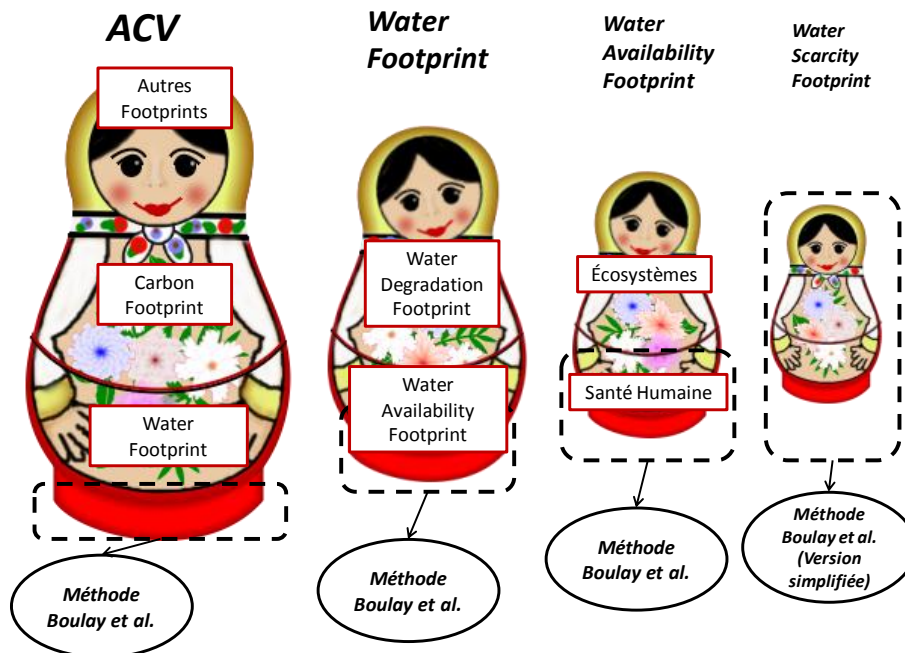 ACV
Autres
Footprints
Carbon
Footprint
Water
Footprint
Méthode
Boulay et al.
Water
Footprint
Water
Degradation
Footprint
Water
Availability
Footprint
Méthode
Boulay et al.
Water
Availability
Footprint
Écosystèmes
Santé Humaine
Méthode
Boulay et al.
Water
Scarcity
Footprint
Méthode
Boulay et al.
(Version
simplifiée)